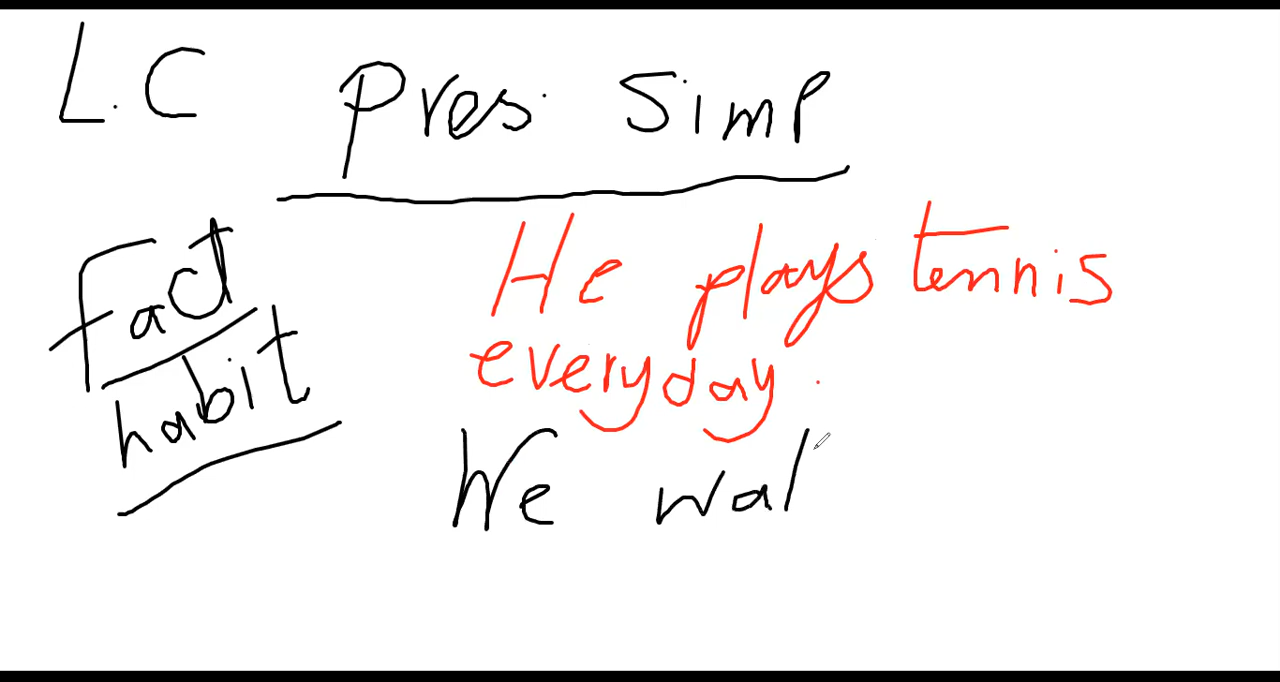 L.C
Pres. Simp
fact
habit
He plays tennis
everyday.
We wal